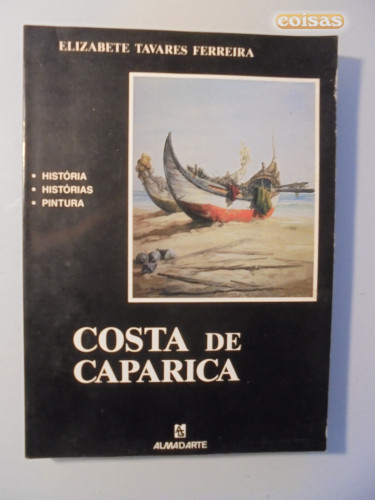 coisas
ELIZABETE TAVARES FERREIRA
• HISTÓRIA
• HISTÓRIAS
• PINTURA
COSTA DE
CAPARICA
ALMADARTE